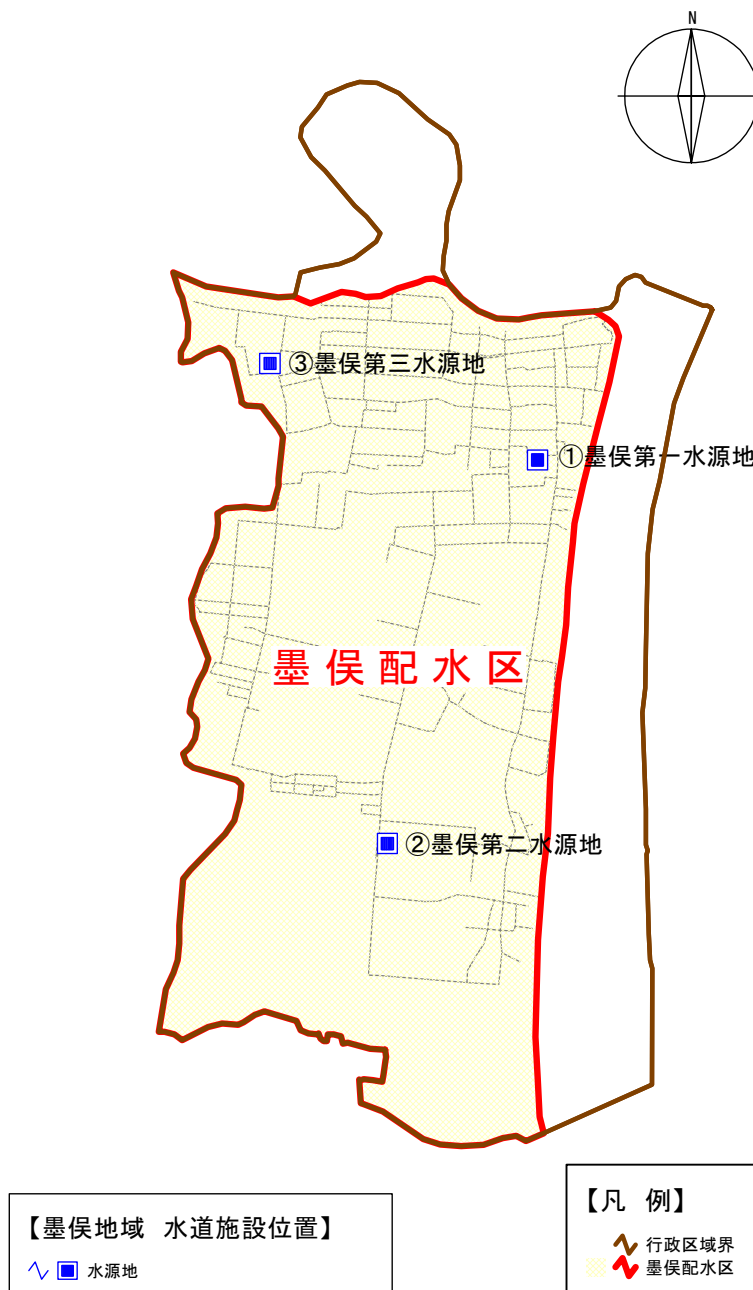 N
③墨俣第三水源地
①墨俣第一水源地
墨俣配水区
②墨俣第二水源地
【墨俣地域 水道施設位置】
水源地
【凡 例】
行政区域界
墨俣配水区